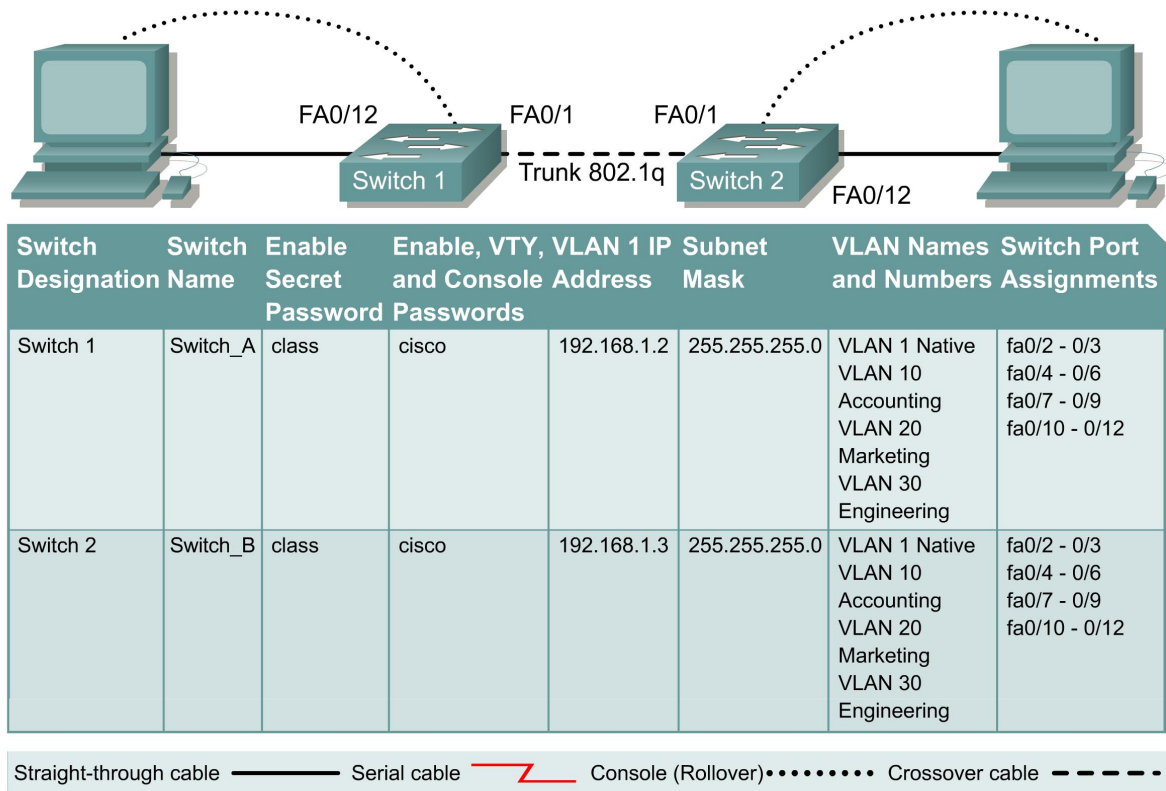 FA0/12
FA0/1
FA0/1
Switch 1
Trunk 802.1q
Switch 2
FA0/12
Switch Designation
Switch Name
Enable Secret Password
Enable, VTY, and Console Passwords
VLAN 1 IP Address
Subnet Mask
VLAN Names and Numbers
Switch Port Assignments
Switch 1
Switch_A
class
cisco
192.168.1.2
255.255.255.0
VLAN 1 Native
VLAN 10
Accounting
VLAN 20
Marketing
VLAN 30
Engineering
fa0/2 - 0/3
fa0/4 - 0/6
fa0/7 - 0/9
fa0/10 - 0/12
Switch 2
Switch_B
class
cisco
192.168.1.3
255.255.255.0
VLAN 1 Native
VLAN 10
Accounting
VLAN 20
Marketing
VLAN 30
Engineering
fa0/2 - 0/3
fa0/4 - 0/6
fa0/7 - 0/9
fa0/10 - 0/12
Straight-through cable
Serial cable
Console (Rollover)
Crossover cable